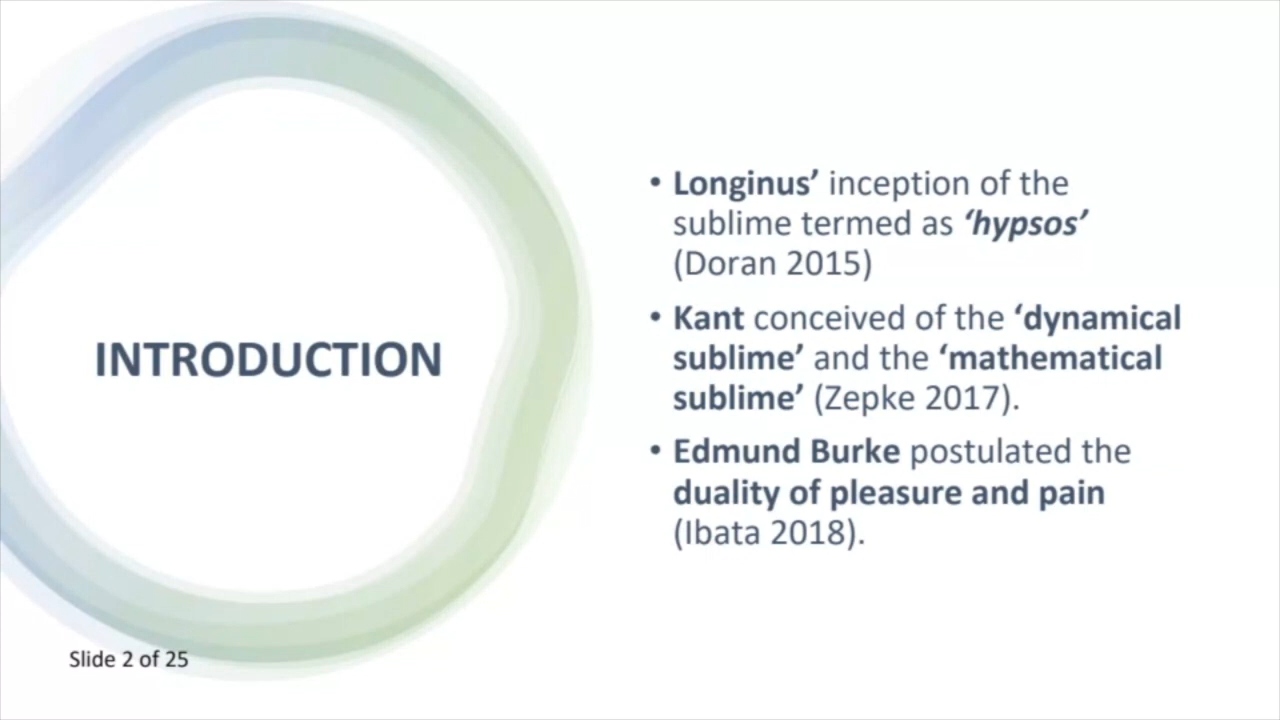 INTRODUCTION
• Longinus’ inception of the
sublime termed as ‘hypsos’
(Doran 2015)
• Kant conceived of the ‘dynamical
sublime’ and the ‘mathematical
sublime’ (Zepke 2017).
• Edmund Burke postulated the
duality of pleasure and pain
(Ibata 2018).
Slide 2 of 25